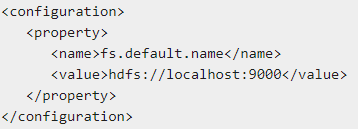 <configuration>
<property>
<name>fs.default.name</name>
<value>hdfs://localhost:9000</value>
</property>
</configuration>